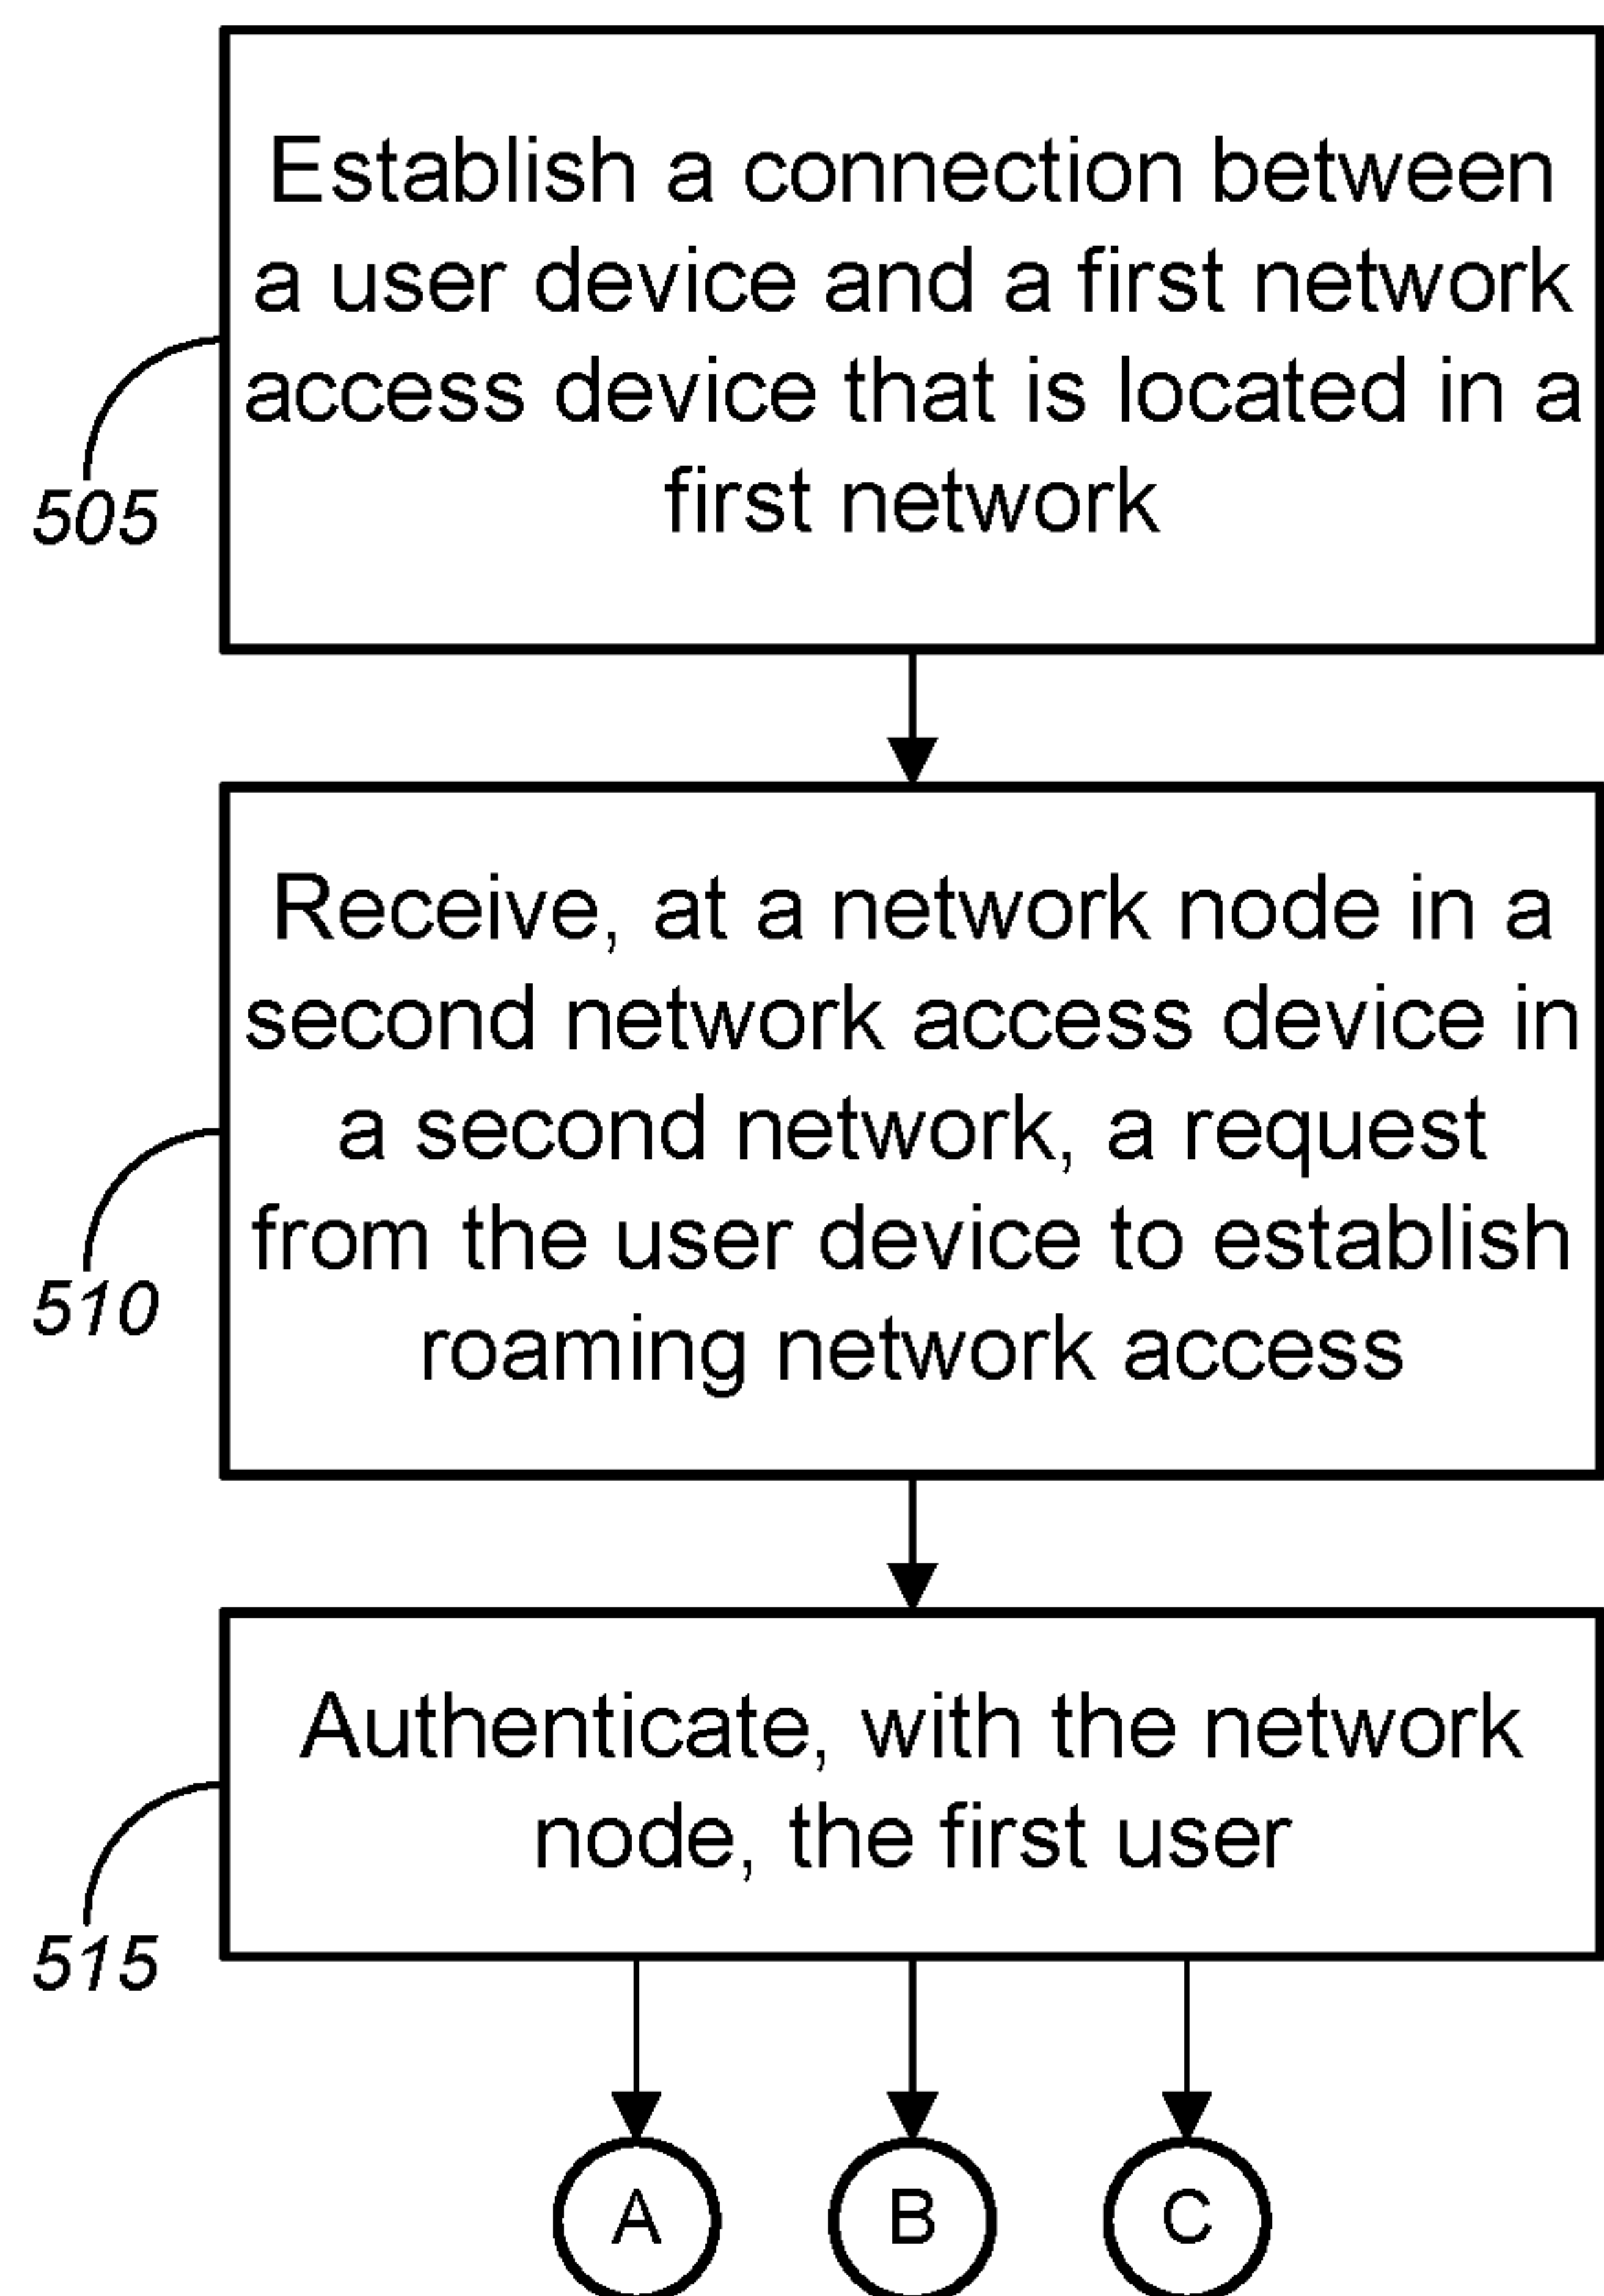 Establish a connection between
a user device and a first network
access device that is located in a
first network
505
Receive, at a network node in a
second network access device in
a second network, a request
from the user device to establish
roaming network access
510
Authenticate, with the network
node, the first user
515
A
B
C